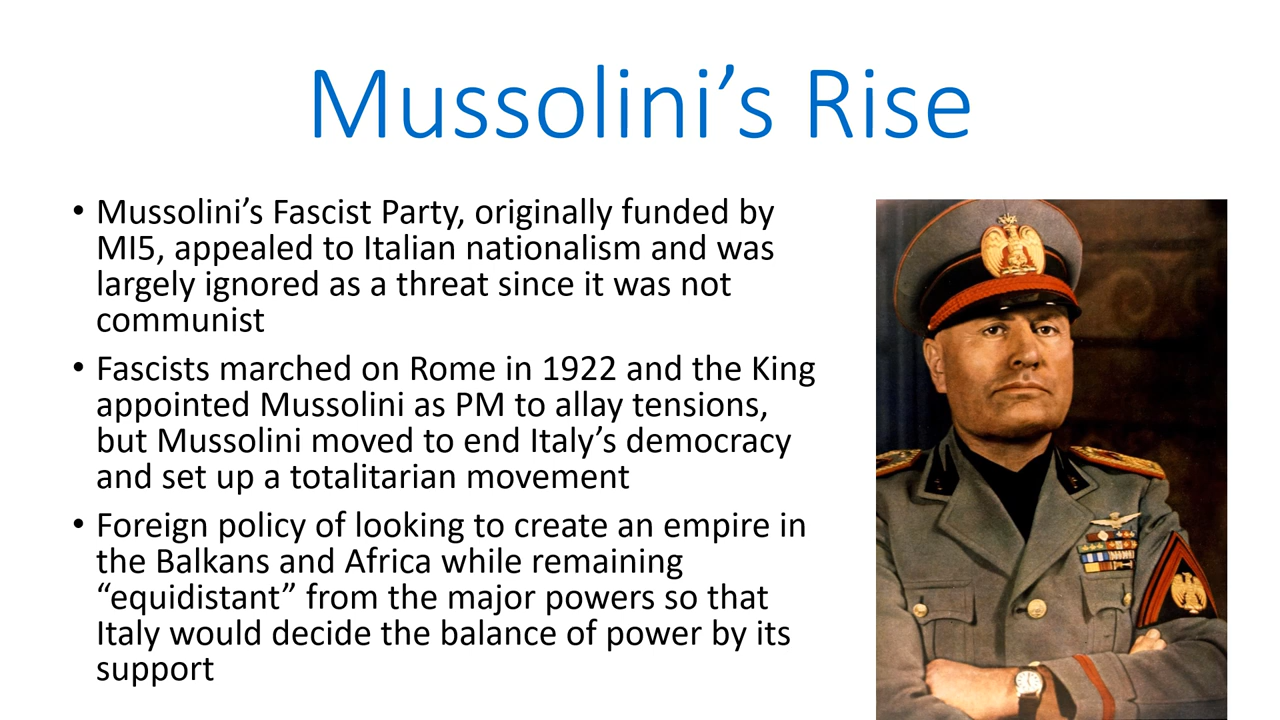 Mussolini’s Rise
• Mussolini’s Fascist Party, originally funded by
MI5, appealed to Italian nationalism and was
largely ignored as a threat since it was not
communist
• Fascists marched on Rome in 1922 and the King
appointed Mussolini as PM to allay tensions,
but Mussolini moved to end Italy’s democracy
and set up a totalitarian movement
• Foreign policy of looking to create an empire in
the Balkans and Africa while remaining
“equidistant” from the major powers so that
Italy would decide the balance of power by its
support